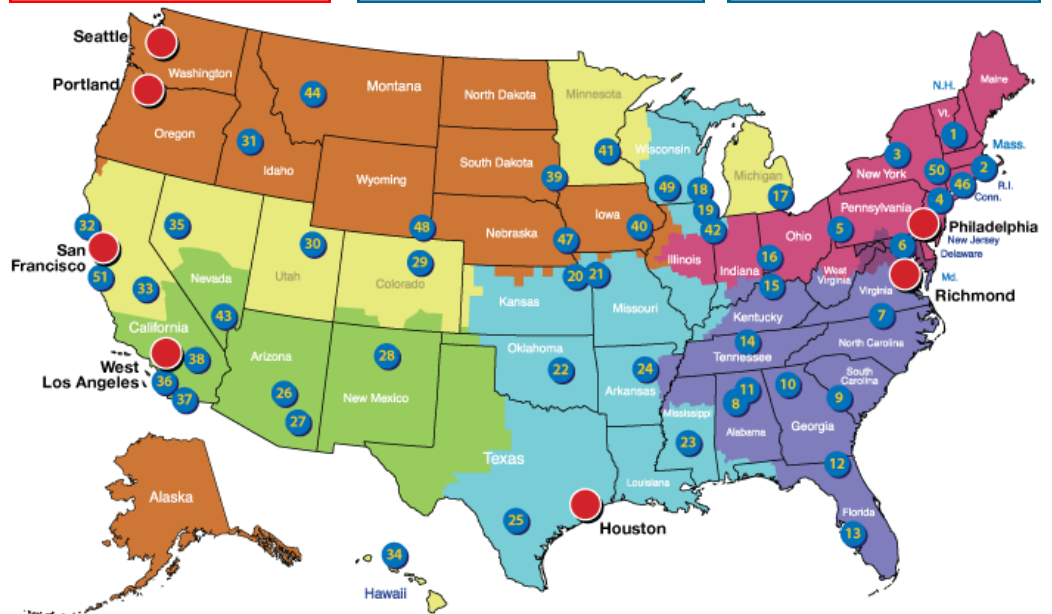 Seattle
Washington
Portland
Oregon
44
Montana
31
Idaho
Wyoming
North Dakota
South Dakota
39
Minnesota
41
Nebraska
48
47
Iowa
40
Wisconsin
49
18
19
42
Michigan
17
N.H.
Maine
Vt.
1
Mass.
2
3
New York
50
46
R.I.
Conn.
4
Pennsylvania
5
Philadelphia
New Jersey
6
Delaware
Md.
Richmond
32
San
Francisco
51
33
35
Nevada
43
30
Utah
29
Colorado
20
21
Kansas
Missouri
Illinois
Indiana
Ohio
16
15
West
Virginia
Virginia
7
Kentucky
14
Tennessee
North Carolina
South
Carolina
9
California
West
Los Angeles
38
36
37
Arizona
26
27
28
New Mexico
Oklahoma
22
24
Arkansas
Mississippi
23
11
8
Alabama
10
Georgia
12
Florida
13
Texas
25
Louisiana
Houston
Alaska
34
Hawaii